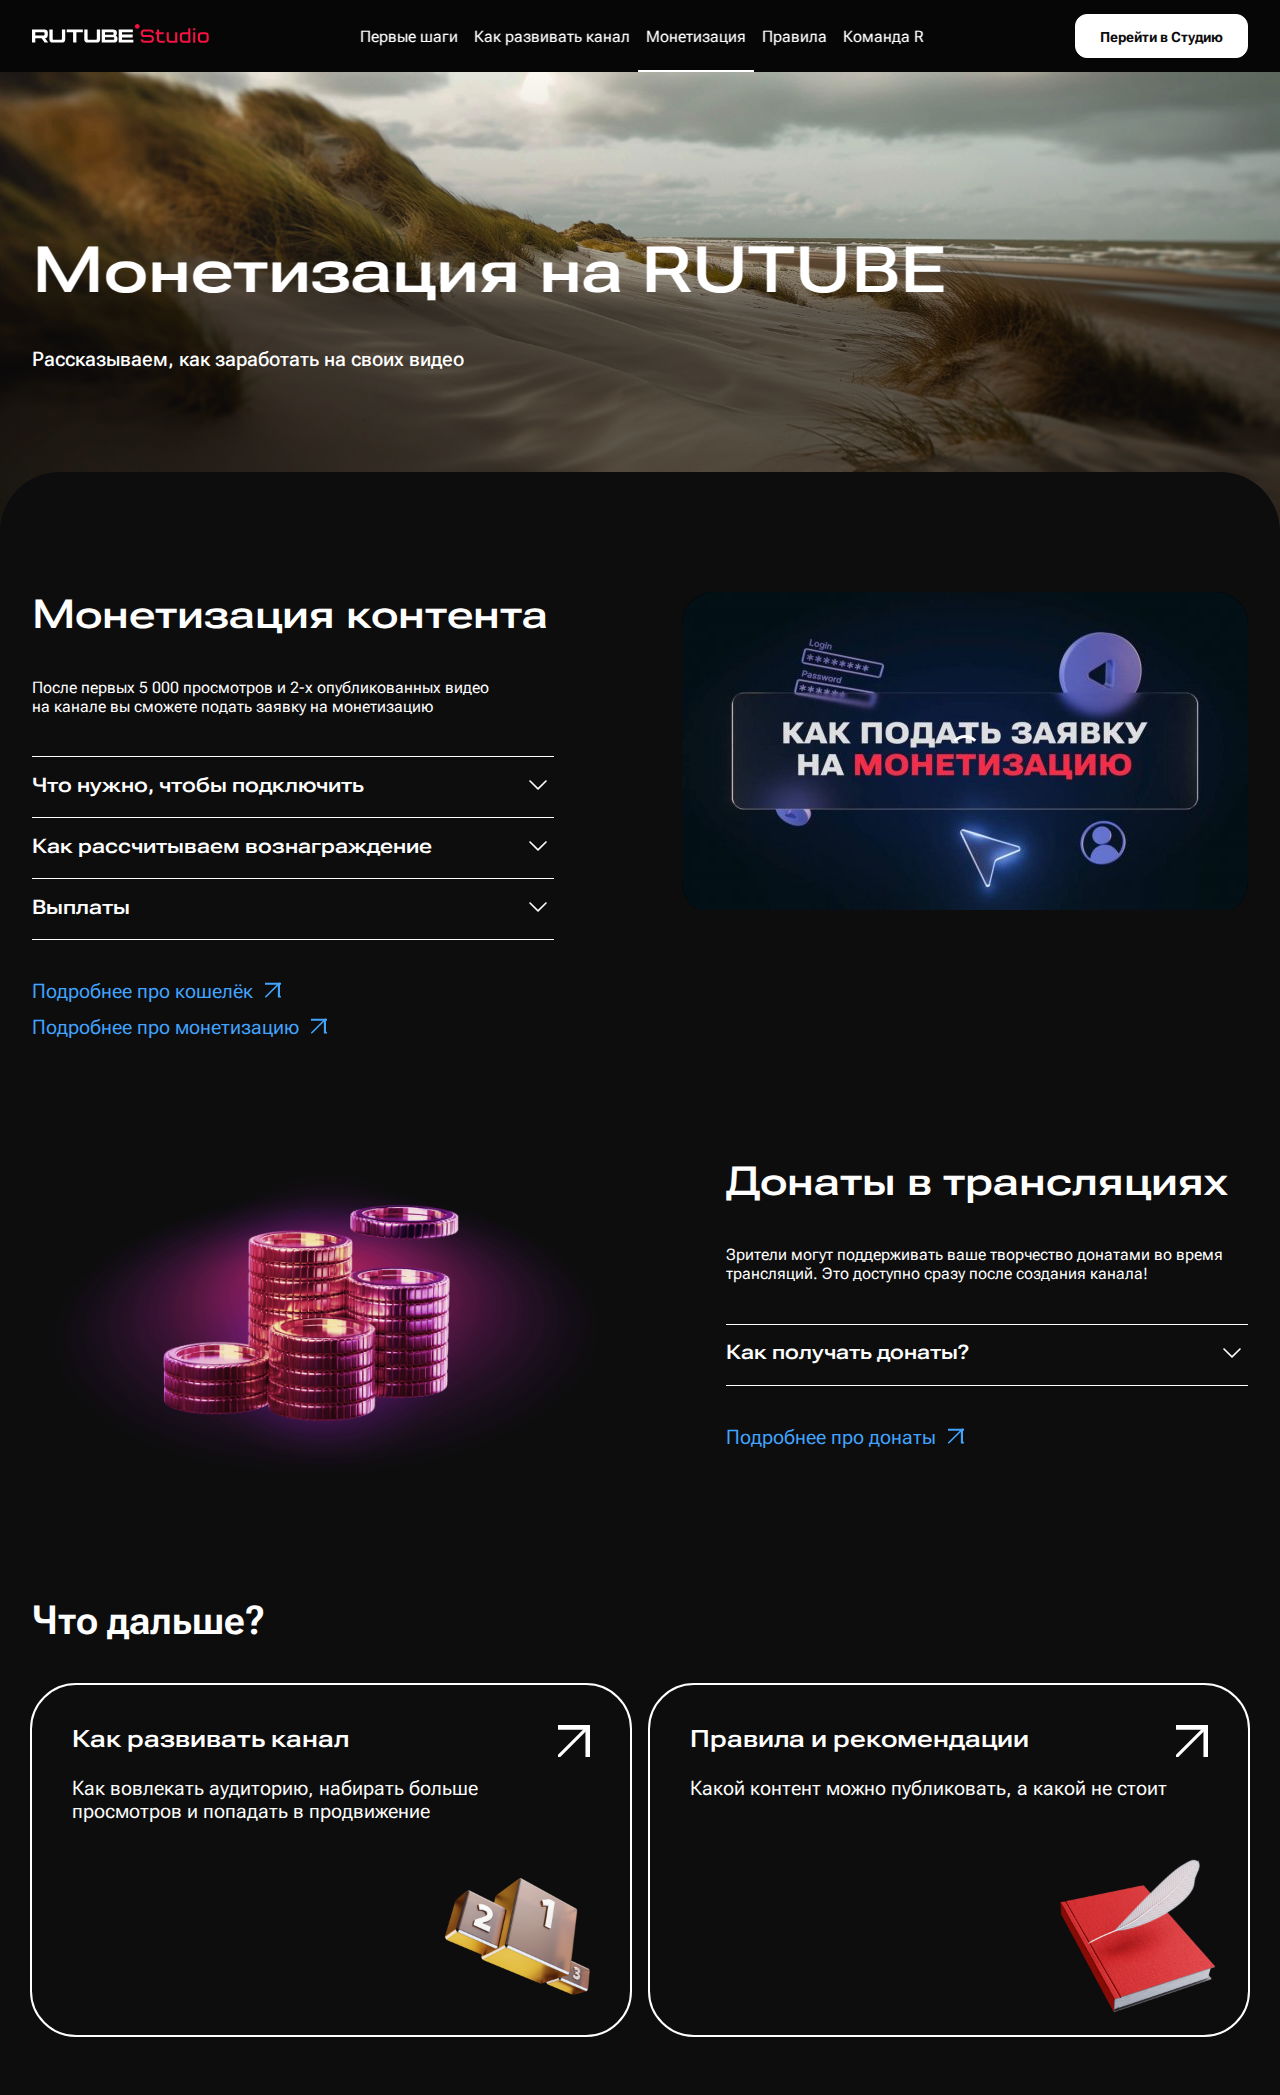 RUTUBE Studio
Первые шаги
Как развивать канал
Монетизация
Правила
Команда R
Перейти в Студию
Монетизация на RUTUBE
Рассказываем, как заработать на своих видео
Монетизация контента
После первых 5 000 просмотров и 2-х опубликованных видео
на канале вы сможете подать заявку на монетизацию
Что нужно, чтобы подключить
Как рассчитываем вознаграждение
Выплаты
Подробнее про кошелёк
Подробнее про монетизацию
Login
********
Password
******
КАК ПОДАТЬ ЗАЯВКУ
НА МОНЕТИЗАЦИЮ
Донаты в трансляциях
Зрители могут поддерживать ваше творчество донатами во время
трансляций. Это доступно сразу после создания канала!
Как получать донаты?
Подробнее про донаты
Что дальше?
Как развивать канал
Как вовлекать аудиторию, набирать больше
просмотров и попадать в продвижение
2
1
3
Правила и рекомендации
Какой контент можно публиковать, а какой не стоит